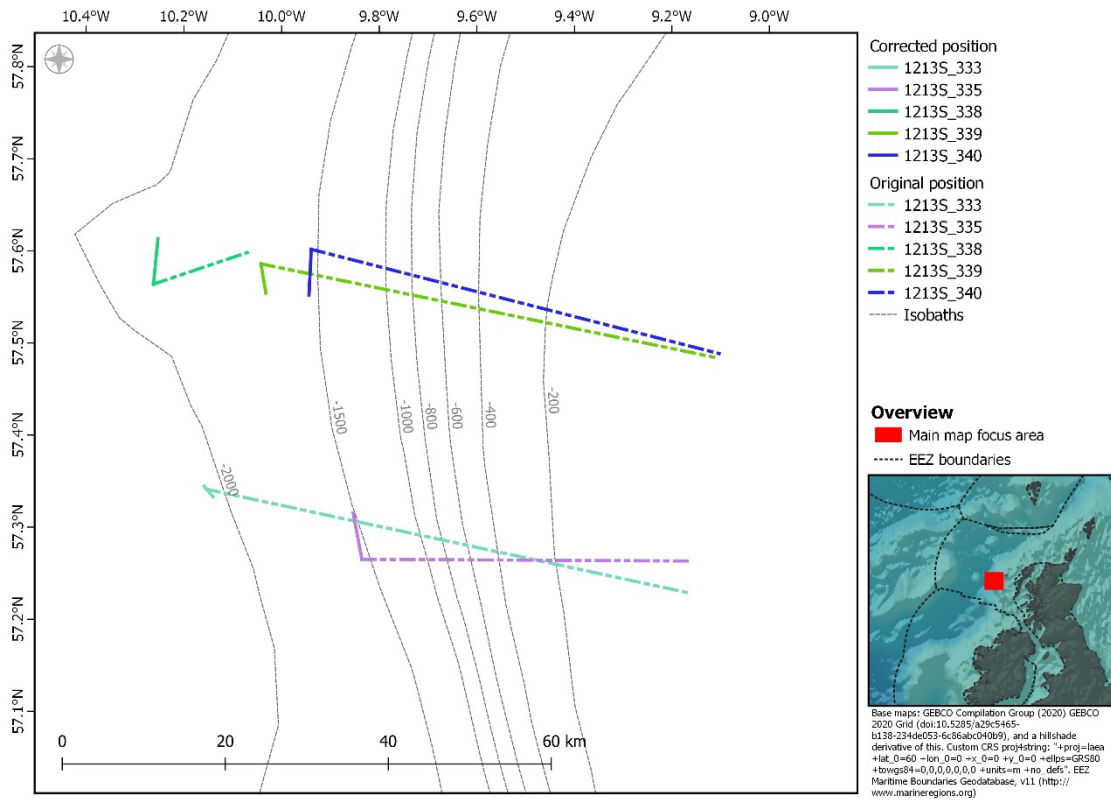 10.4°W 10.2°W 10.0°W 9.8°W 9.6°W 9.4°W 9.2°W 9.0°W
57.8°N
57.7°N
57.6°N
57.5°N
57.4°N
57.3°N
57.2°N
57.1°N
-2000
-1500
-1000
-800
-600
-400
-200
0 20 40 60 km
Corrected position
1213S_333
1213S_335
1213S_338
1213S_339
1213S_340
Original position
1213S_333
1213S_335
1213S_338
1213S_339
1213S_340
Isobaths
Overview
Main map focus area
EEZ boundaries
Base maps: GEBCO Compilation Group (2020) GEBCO
2020 Grid (doi:10.5285/a29c5465-
b138-234de053-6c86abc040b9), and a hillshade
derivative of this. Custom CRS proj4string: "+proj=laea
+lat_0=60 +lon_0=0 +x_0=0 +y_0=0 +ellps=GRS80
+towgs84=0,0,0,0,0,0,0 +units=m +no_defs". EEZ
Maritime Boundaries Geodatabase, v11 (http://
www.marineregions.org)